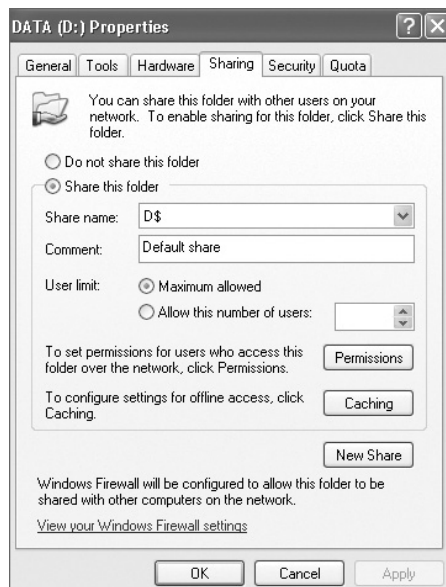 DATA (D:) Properties
General Tools Hardware Sharing Security Quota
You can share this folder with other users on your
network. To enable sharing for this folder, click Share this
folder.
Do not share this folder
Share this folder
Share name: D$
Comment: Default share
User limit: Maximum allowed
Allow this number of users:
To set permissions for users who access this
folder over the network, click Permissions.
Permissions
To configure settings for offline access, click
Caching.
Caching
New Share
Windows Firewall will be configured to allow this folder to be
shared with other computers on the network.
View your Windows Firewall settings
OK Cancel Apply